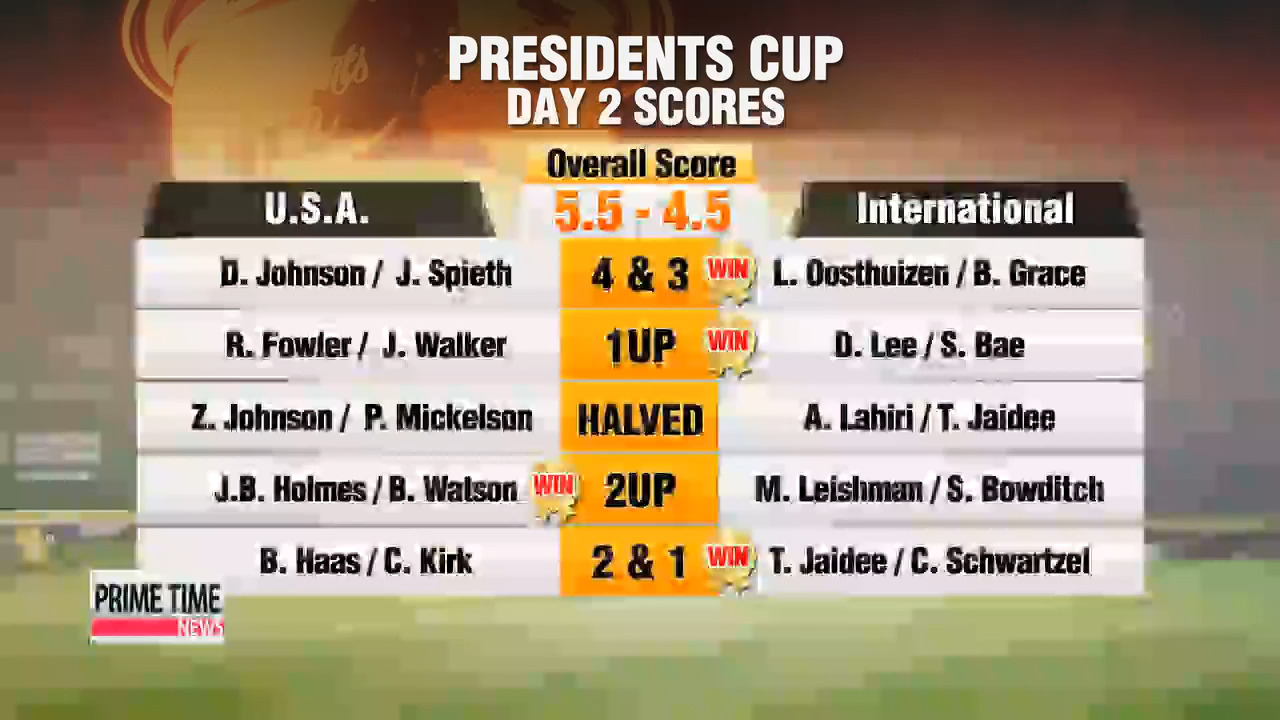 PRESIDENTS CUP
DAY 2 SCORES
Overall Score
U.S.A. 5.5 - 4.5 International
D. Johnson / J. Spieth 4 & 3 WIN L. Oosthuizen / B. Grace
R. Fowler / J. Walker 1UP WIN D. Lee / S. Bae
Z. Johnson / P. Mickelson HALVED A. Lahiri / T. Jaidee
J.B. Holmes / B. Watson WIN 2UP M. Leishman / S. Bowditch
B. Haas / C. Kirk 2 & 1 WIN T. Jaidee / C. Schwartzel
PRIME TIME
NEWS